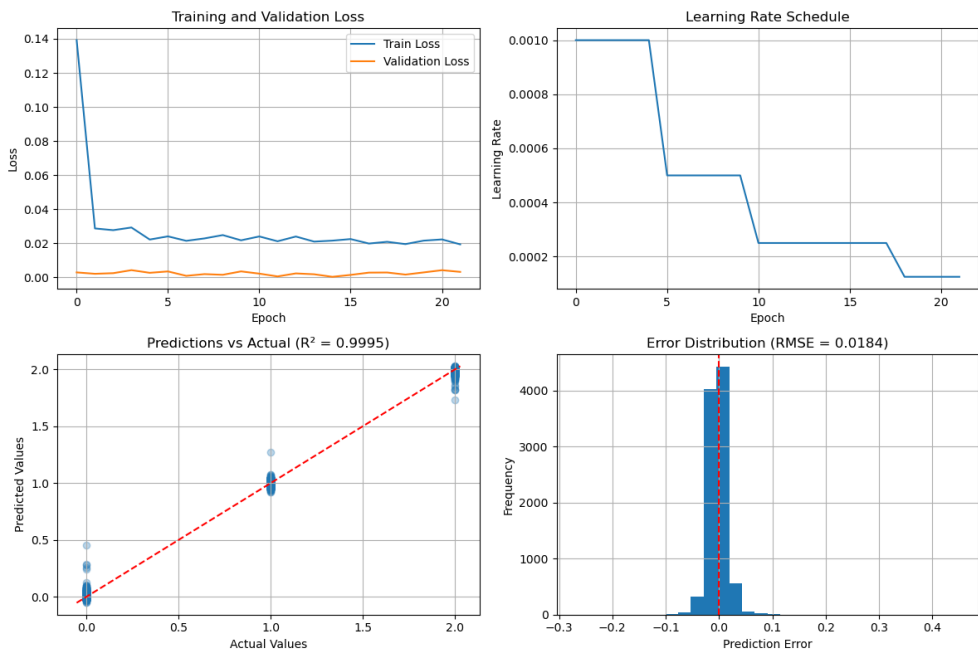 Training and Validation Loss
0.14
0.12
0.10
0.08
0.06
0.04
0.02
0.00
Loss
Train Loss
Validation Loss
0 5 10 15 20
Epoch
Learning Rate Schedule
0.0010
0.0008
0.0006
0.0004
0.0002
Learning Rate
0 5 10 15 20
Epoch
Predictions vs Actual (R² = 0.9995)
2.0
1.5
1.0
0.5
0.0
Predicted Values
0.0 0.5 1.0 1.5 2.0
Actual Values
Error Distribution (RMSE = 0.0184)
4000
3000
2000
1000
0
Frequency
−0.3 −0.2 −0.1 0.0 0.1 0.2 0.3 0.4
Prediction Error